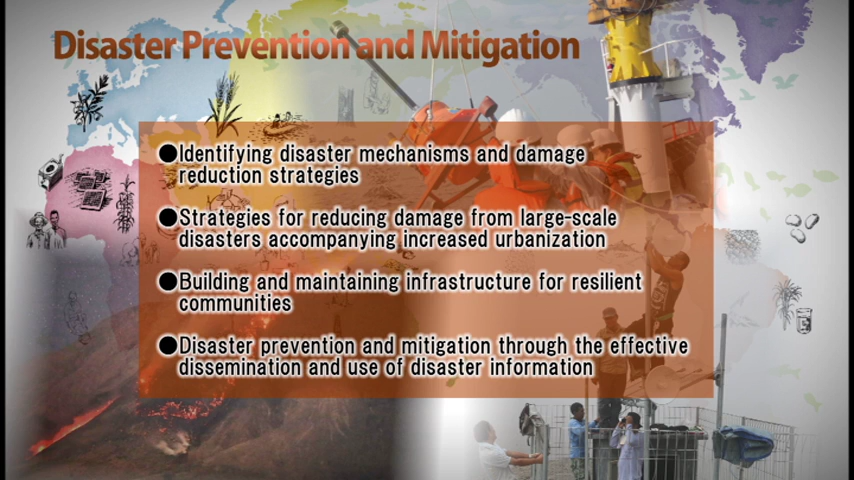 Disaster Prevention and Mitigation
●Identifying disaster mechanisms and damage
reduction strategies
●Strategies for reducing damage from large-scale
disasters accompanying increased urbanization
●Building and maintaining infrastructure for resilient
communities
●Disaster prevention and mitigation through the effective
dissemination and use of disaster information